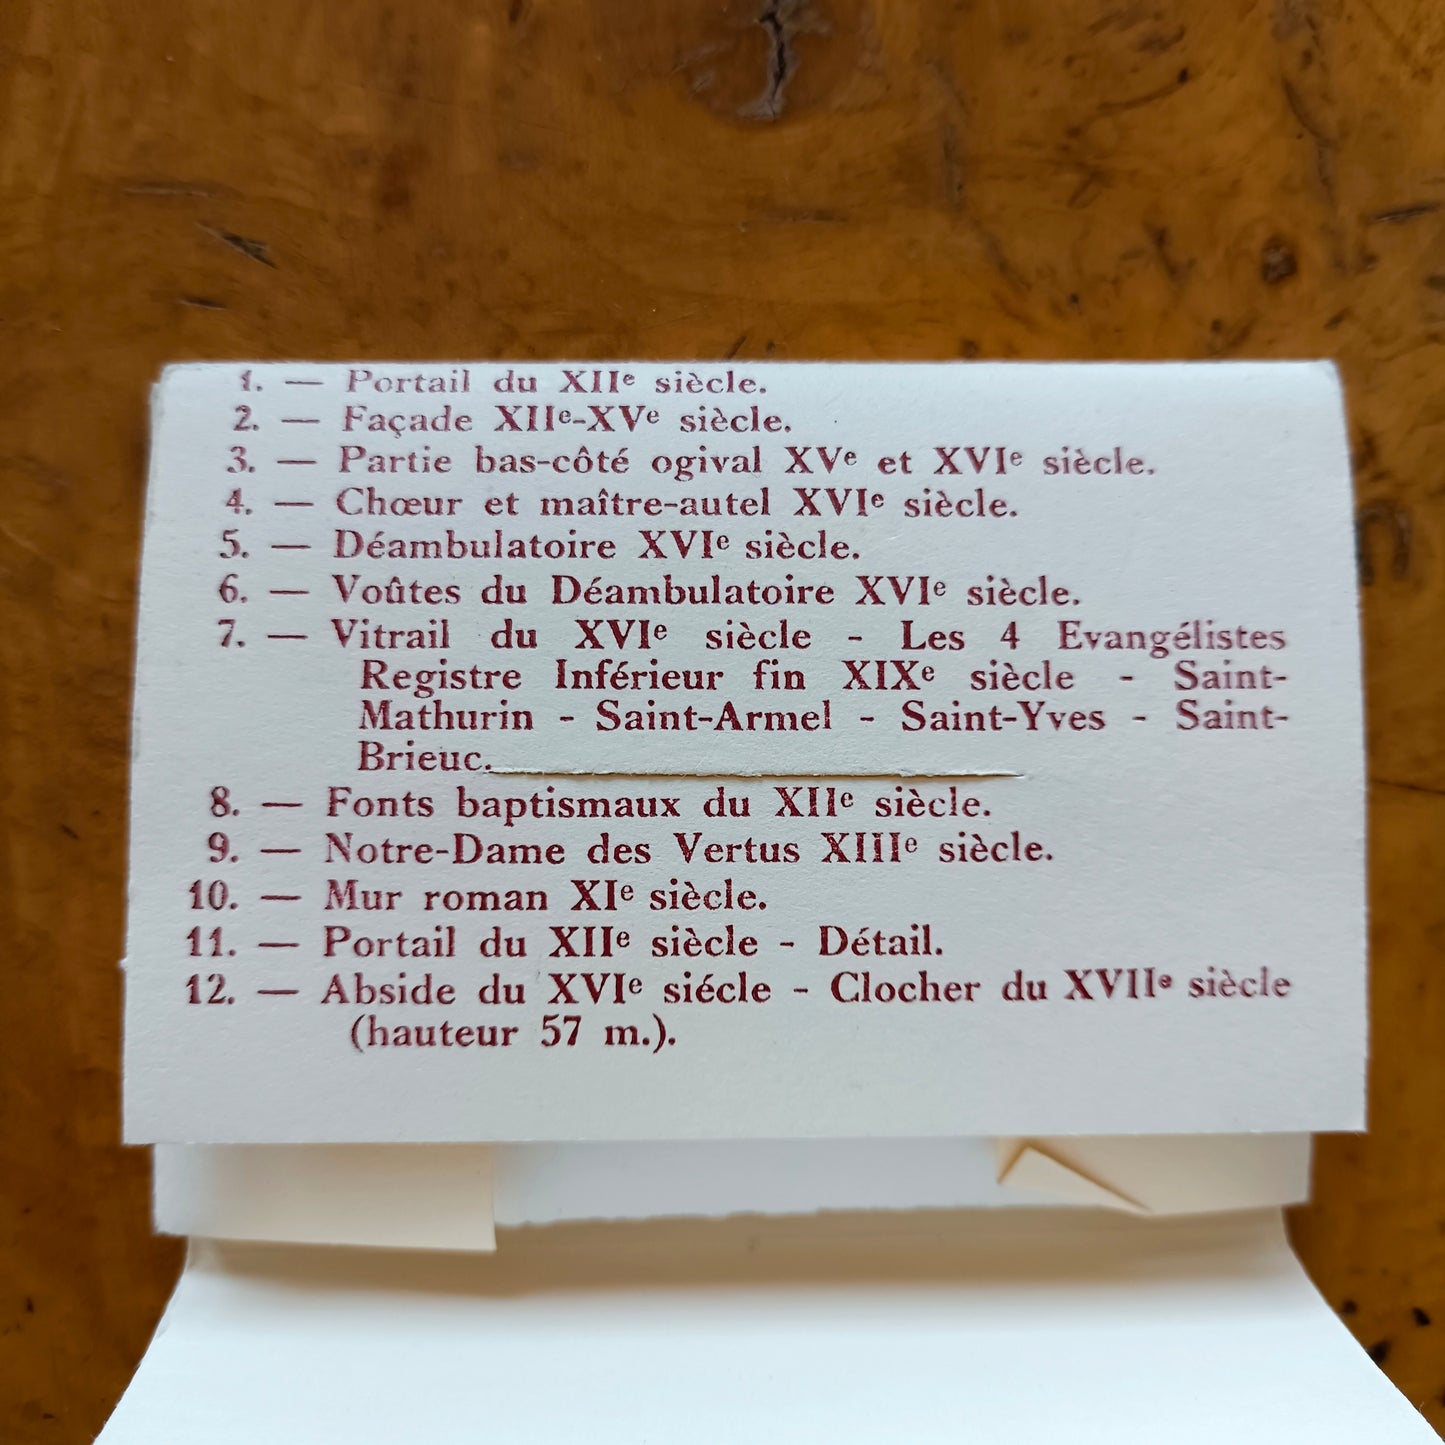 1. — Portail du XIIe siècle.
2. — Façade XIIe-XVe siècle.
3. — Partie bas-côté ogival XVe et XVIe siècle.
4. — Chœur et maître-autel XVIe siècle.
5. — Déambulatoire XVIe siècle.
6. — Voûtes du Déambulatoire XVIe siècle.
7. — Vitrail du XVIe siècle - Les 4 Evangélistes
Registre Inférieur fin XIXe siècle - Saint-
Mathurin - Saint-Armel - Saint-Yves - Saint-
Brieuc.
8. — Fonts baptismaux du XIIe siècle.
9. — Notre-Dame des Vertus XIIIe siècle.
10. — Mur roman XIe siècle.
11. — Portail du XIIe siècle - Détail.
12. — Abside du XVIe siécle - Clocher du XVIIe siècle
(hauteur 57 m.).